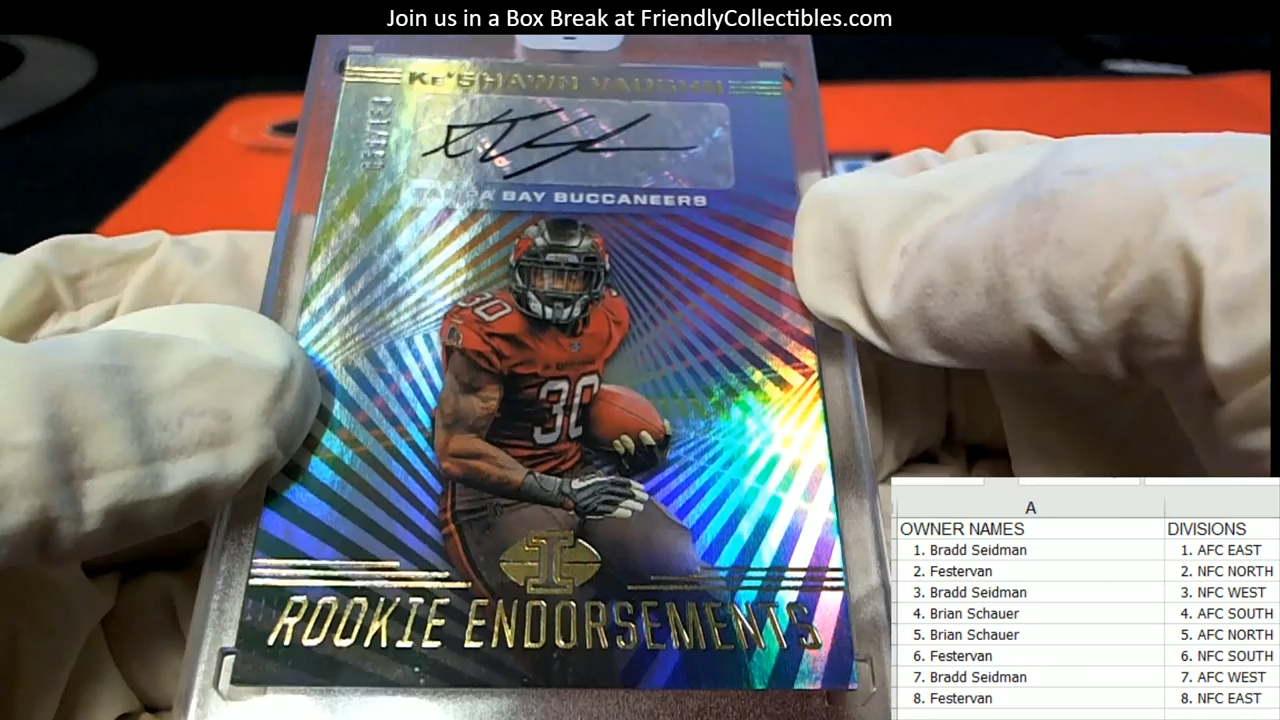 Join us in a Box Break at FriendlyCollectibles.com
KE'SHAWN VAUGHN
TAMPA BAY BUCCANEERS
30
30
I
ROOKIE ENDORSEMENTS
A
OWNER NAMES DIVISIONS
1. Bradd Seidman 1. AFC EAST
2. Festervan 2. NFC NORTH
3. Bradd Seidman 3. NFC WEST
4. Brian Schauer 4. AFC SOUTH
5. Brian Schauer 5. AFC NORTH
6. Festervan 6. NFC SOUTH
7. Bradd Seidman 7. AFC WEST
8. Festervan 8. NFC EAST